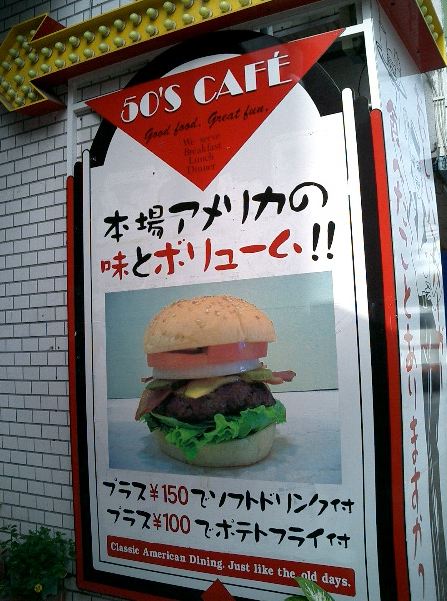 50'S CAFÉ
Good food. Great fun.
We serve
Breakfast
Lunch
Dinner
本場アメリカの
味とボリューム!!
プラス¥150でソフトドリンク付
プラス¥100でポテトフライ付
Classic American Dining. Just like the old days.